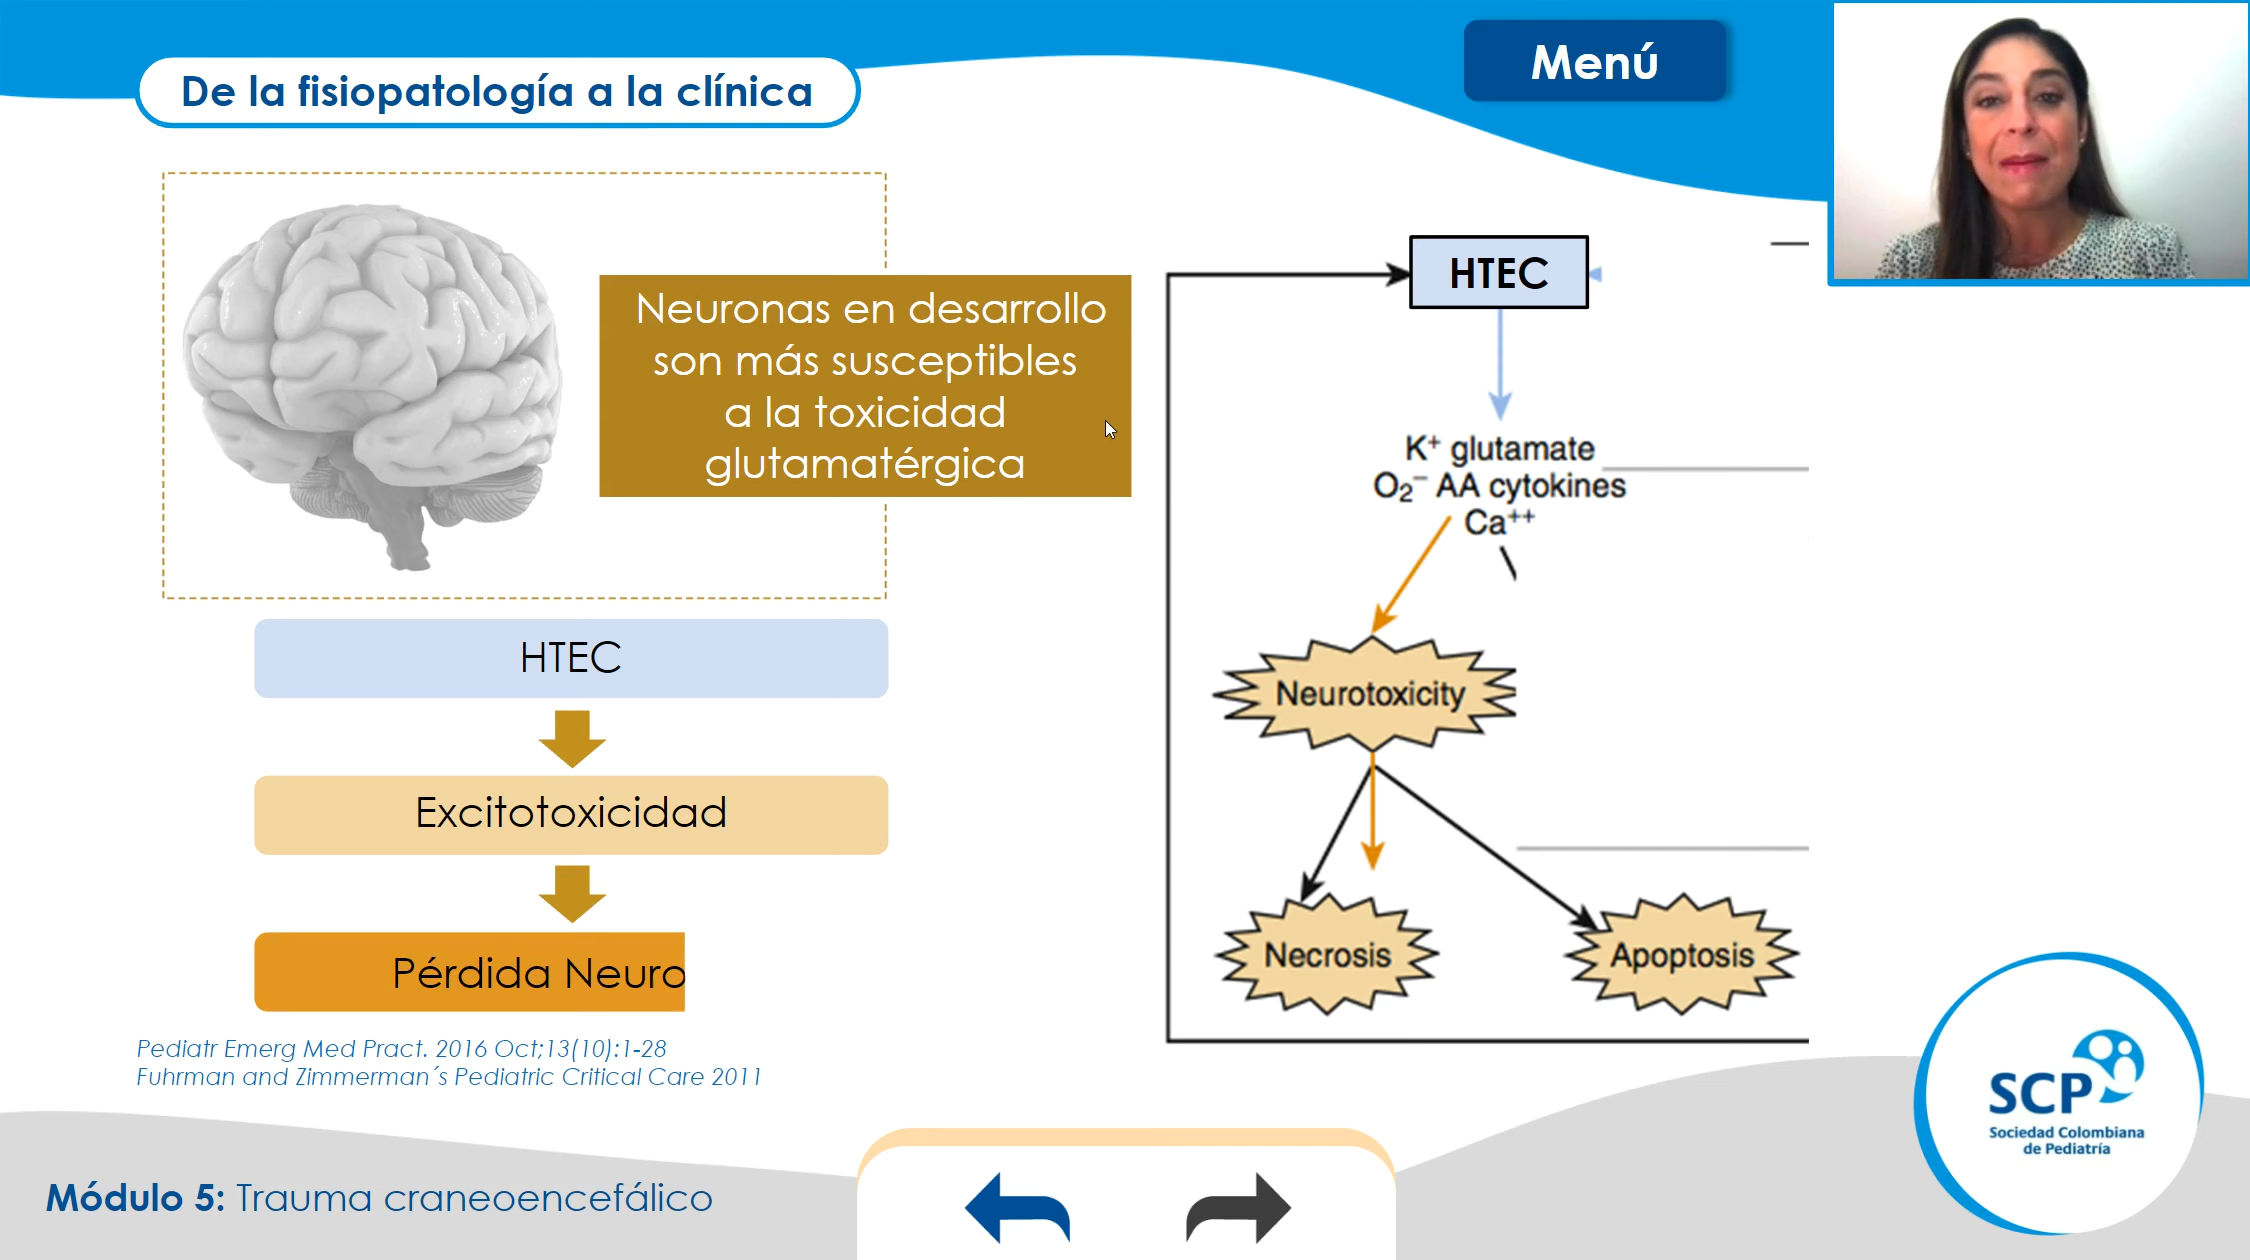 De la fisiopatología a la clínica
Menú
Neuronas en desarrollo
son más susceptibles
a la toxicidad
glutamatérgica
HTEC
Excitotoxicidad
Pérdida Neuro
HTEC
K⁺ glutamate
O₂⁻ AA cytokines
Ca⁺⁺
Neurotoxicity
Necrosis
Apoptosis
Pediatr Emerg Med Pract. 2016 Oct;13(10):1-28
Fuhrman and Zimmerman´s Pediatric Critical Care 2011
SCP
Sociedad Colombiana
de Pediatría
Módulo 5: Trauma craneoencefálico